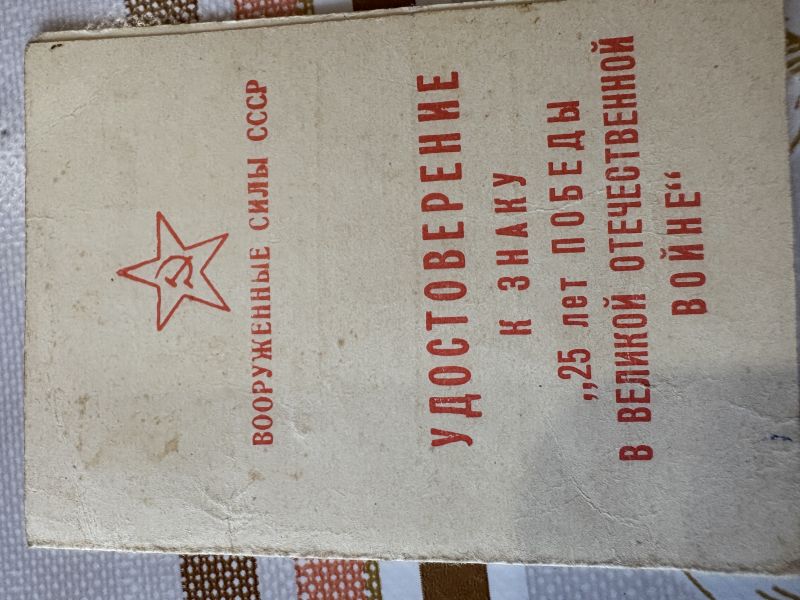 ВООРУЖЕННЫЕ СИЛЫ СССР
УДОСТОВЕРЕНИЕ
К ЗНАКУ
„25 лет ПОБЕДЫ
В ВЕЛИКОЙ ОТЕЧЕСТВЕННОЙ
ВОЙНЕ“